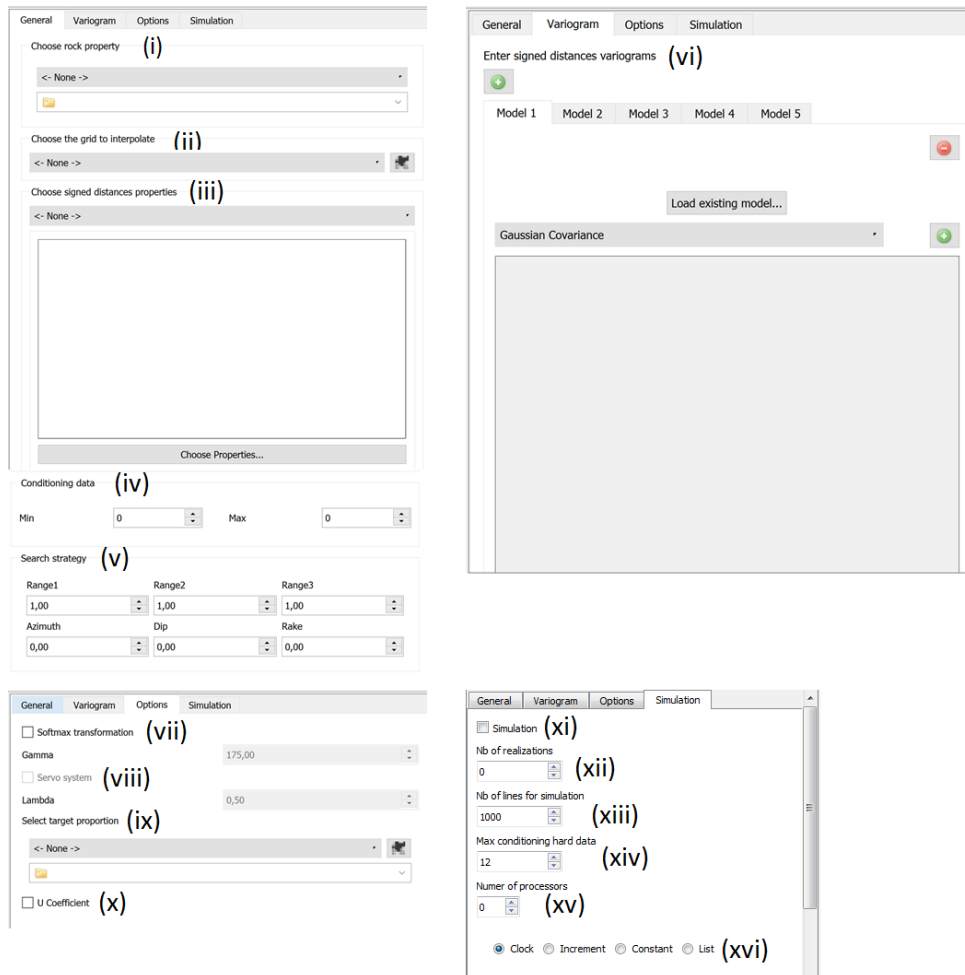 General Variogram Options Simulation
Choose rock property (i)
<- None ->
Choose the grid to interpolate (ii)
<- None ->
Choose signed distances properties (iii)
<- None ->
Choose Properties...
Conditioning data (iv)
Min 0 Max 0
Search strategy (v)
Range1 Range2 Range3
1,00 1,00 1,00
Azimuth Dip Rake
0,00 0,00 0,00
General Variogram Options Simulation
Enter signed distances variograms (vi)
Model 1 Model 2 Model 3 Model 4 Model 5
Load existing model...
Gaussian Covariance
General Variogram Options Simulation
Softmax transformation (vii)
Gamma 175,00
Servo system (viii)
Lambda 0,50
Select target proportion (ix)
<- None ->
U Coefficient (x)
General Variogram Options Simulation
Simulation (xi)
Nb of realizations
0 (xii)
Nb of lines for simulation
1000 (xiii)
Max conditioning hard data
12 (xiv)
Numer of processors
0 (xv)
Clock Increment Constant List (xvi)